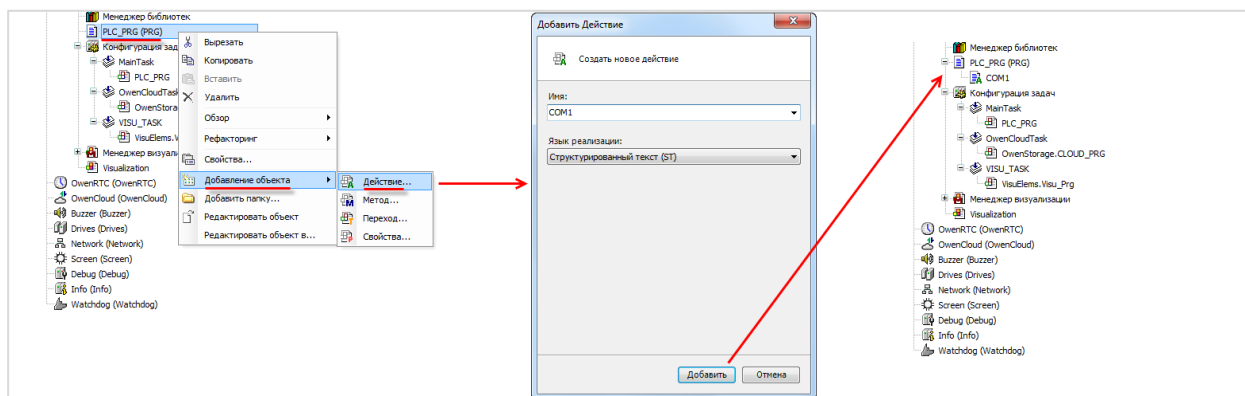 Менеджер библиотек
PLC_PRG (PRG)
Конфигурация зад
MainTask
PLC_PRG
OwenCloudTask
OwenStora
VISU_TASK
VisuElems.V
Менеджер визуали
Visualization
OwenRTC (OwenRTC)
OwenCloud (OwenCloud)
Buzzer (Buzzer)
Drives (Drives)
Network (Network)
Screen (Screen)
Debug (Debug)
Info (Info)
Watchdog (Watchdog)
Вырезать
Копировать
Вставить
Удалить
Обзор
Рефакторинг
Свойства...
Добавление объекта
Добавить папку...
Редактировать объект
Редактировать объект в...
Действие...
Метод...
Переход...
Свойства...
Добавить Действие
Создать новое действие
Имя:
COM1
Язык реализации:
Структурированный текст (ST)
Добавить Отмена
Менеджер библиотек
PLC_PRG (PRG)
COM1
Конфигурация задач
MainTask
PLC_PRG
OwenCloudTask
OwenStorage.CLOUD_PRG
VISU_TASK
VisuElems.Visu_Prg
Менеджер визуализации
Visualization
OwenRTC (OwenRTC)
OwenCloud (OwenCloud)
Buzzer (Buzzer)
Drives (Drives)
Network (Network)
Screen (Screen)
Debug (Debug)
Info (Info)
Watchdog (Watchdog)